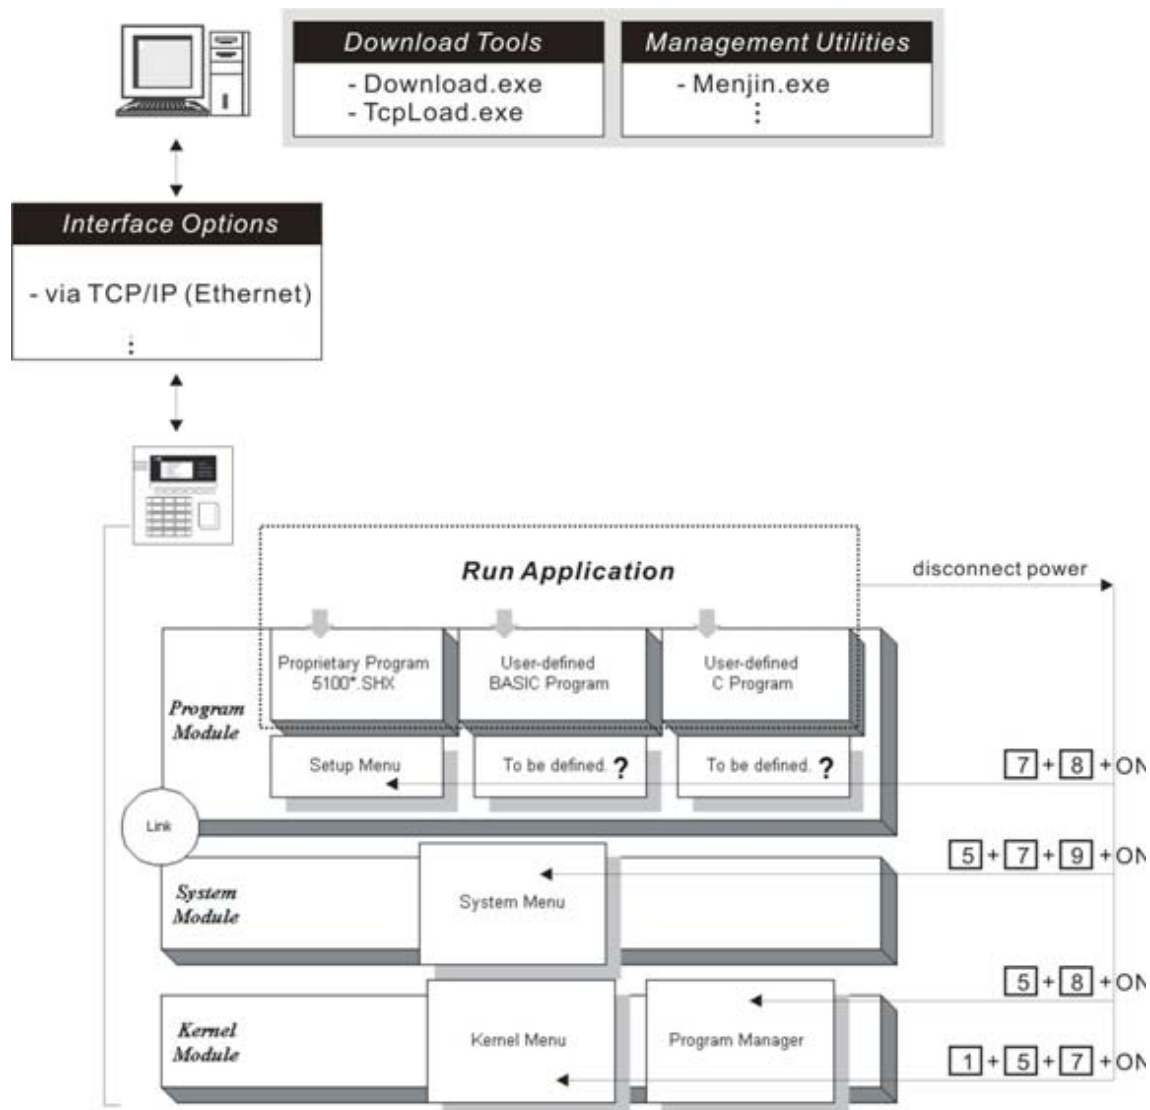 Download Tools
- Download.exe
- TcpLoad.exe
Management Utilities
- Menjin.exe
⋮
Interface Options
- via TCP/IP (Ethernet)
⋮
Run Application
disconnect power
Program
Module
Proprietary Program
5100*.SHX
User-defined
BASIC Program
User-defined
C Program
Setup Menu
To be defined. ?
To be defined. ?
7 + 8 + ON
Link
5 + 7 + 9 + ON
System
Module
System Menu
5 + 8 + ON
Kernel
Module
Kernel Menu
Program Manager
1 + 5 + 7 + ON